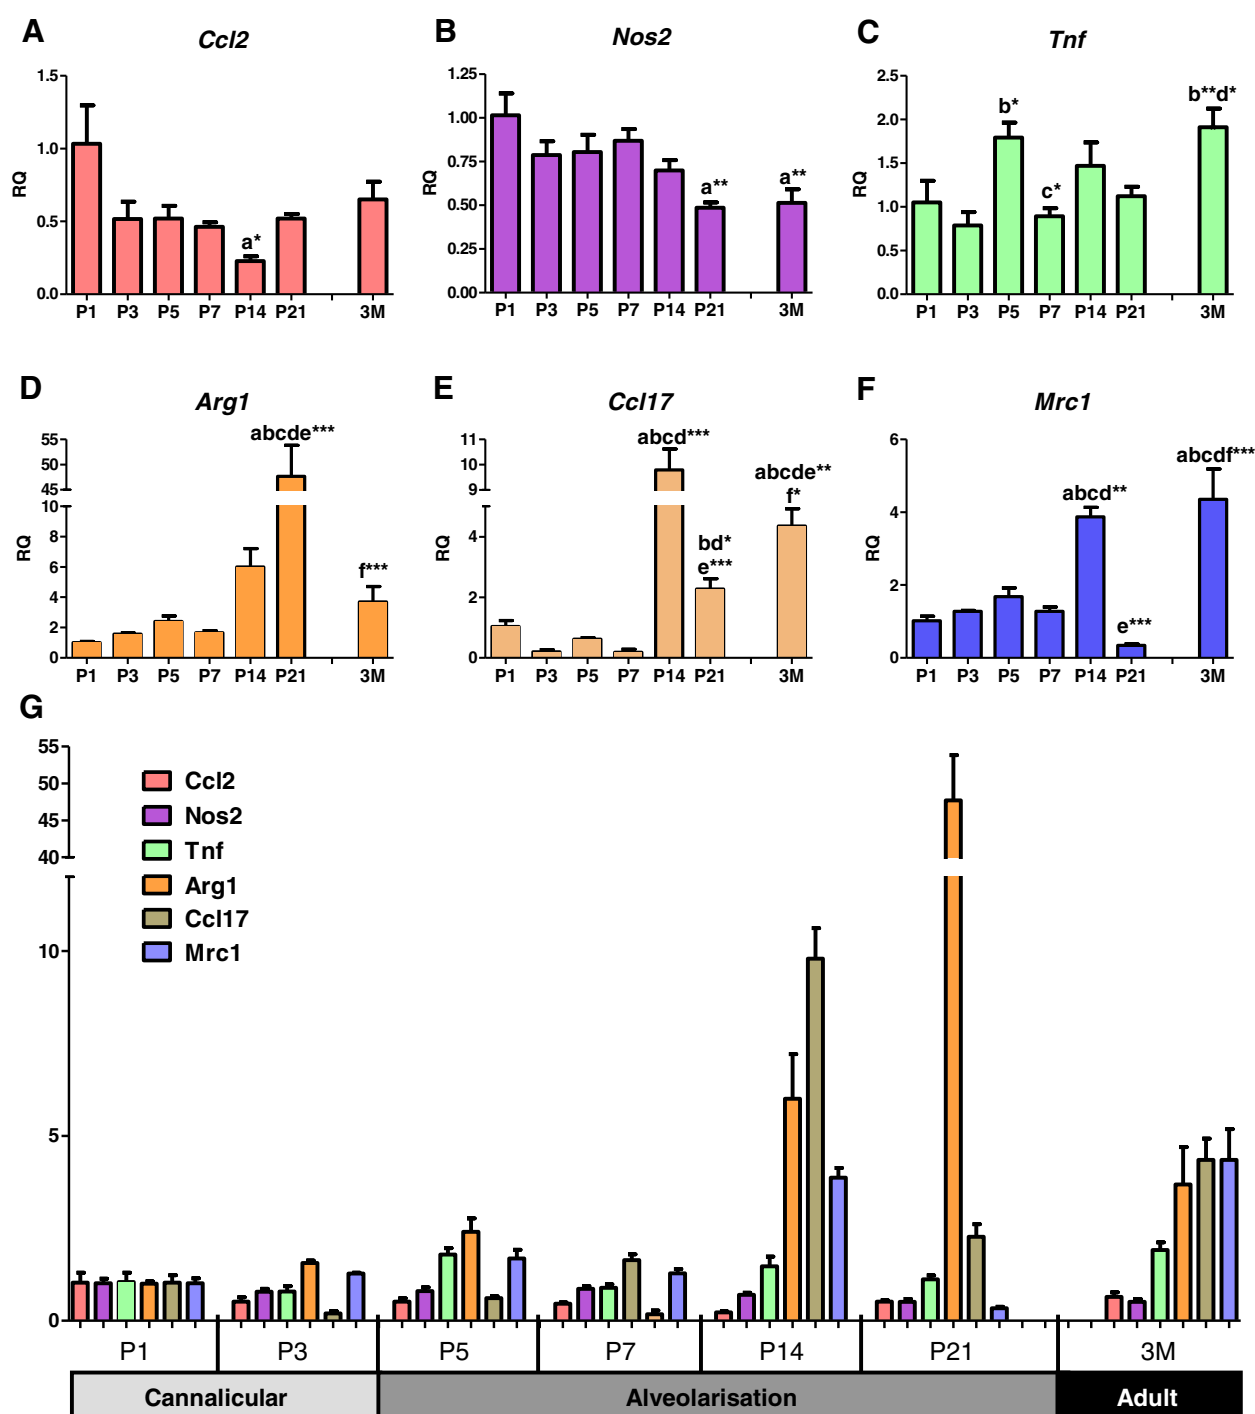 A
Ccl2
1.5
1.0
0.5
0.0
RQ
a*
P1 P3 P5 P7 P14 P21 3M
B
Nos2
1.25
1.00
0.75
0.50
0.25
0.00
RQ
a** a**
P1 P3 P5 P7 P14 P21 3M
C
Tnf
2.5
2.0
1.5
1.0
0.5
0.0
RQ
b* c* b**d*
P1 P3 P5 P7 P14 P21 3M
D
Arg1
55
50
45
10
8
6
4
2
0
RQ
abcde***
f***
P1 P3 P5 P7 P14 P21 3M
E
Ccl17
11
10
9
4
2
0
RQ
abcd***
bd*
e***
abcde**
f*
P1 P3 P5 P7 P14 P21 3M
F
Mrc1
6
4
2
0
RQ
abcd**
e***
abcdf***
P1 P3 P5 P7 P14 P21 3M
G
55
50
45
40
10
5
0
Ccl2
Nos2
Tnf
Arg1
Ccl17
Mrc1
P1 P3 P5 P7 P14 P21 3M
Cannalicular Alveolarisation Adult